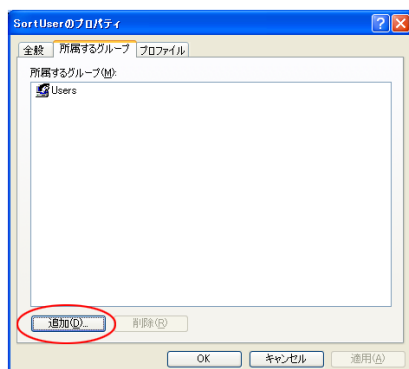 SortUserのプロパティ
全般 所属するグループ プロファイル
所属するグループ(M):
Users
追加(D)... 削除(R)
OK キャンセル 適用(A)